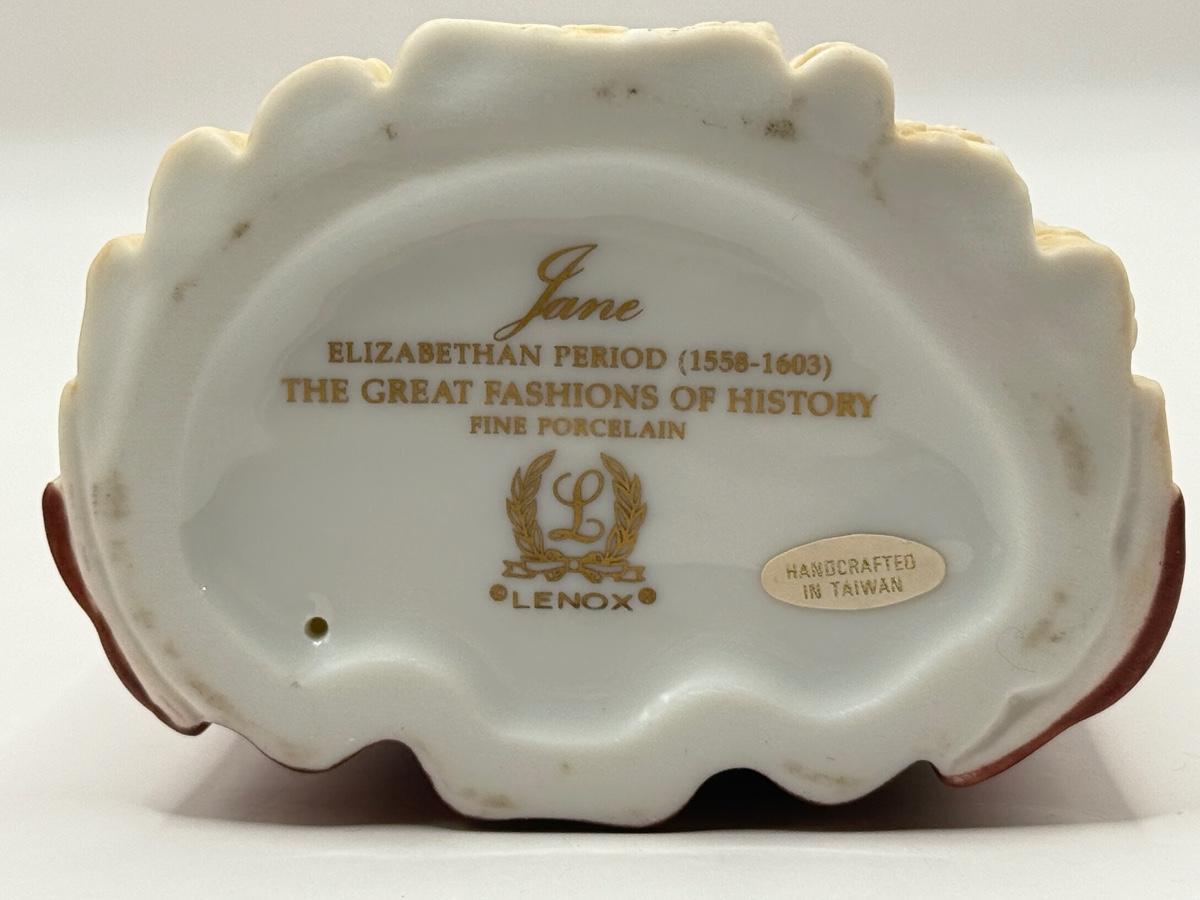 Jane
ELIZABETHAN PERIOD (1558-1603)
THE GREAT FASHIONS OF HISTORY
FINE PORCELAIN
L
LENOX
HANDCRAFTED
IN TAIWAN